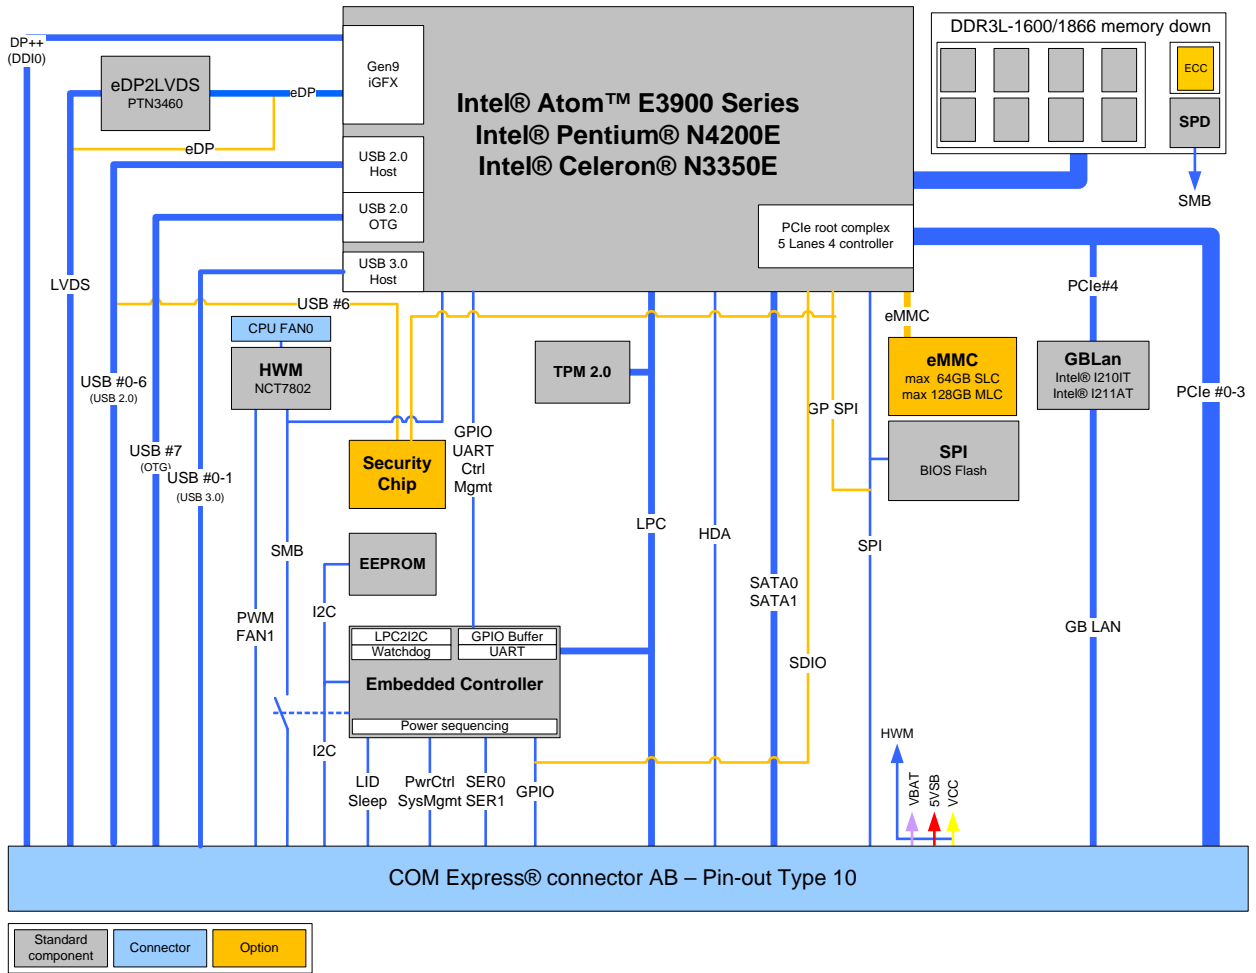 DP++
(DDI0)
eDP2LVDS
PTN3460
eDP
eDP
Gen9
iGFX
USB 2.0
Host
USB 2.0
OTG
USB 3.0
Host
Intel® Atom™ E3900 Series
Intel® Pentium® N4200E
Intel® Celeron® N3350E
PCIe root complex
5 Lanes 4 controller
DDR3L-1600/1866 memory down
ECC
SPD
SMB
LVDS
USB #6
CPU FAN0
HWM
NCT7802
USB #0-6
(USB 2.0)
USB #7
(OTG)
USB #0-1
(USB 3.0)
TPM 2.0
eMMC
eMMC
max 64GB SLC
max 128GB MLC
PCIe#4
GBLan
Intel® I210IT
Intel® I211AT
PCIe #0-3
GP SPI
SPI
BIOS Flash
Security
Chip
GPIO
UART
Ctrl
Mgmt
LPC
HDA
SPI
SMB
EEPROM
SATA0
SATA1
I2C
PWM
FAN1
GB LAN
LPC2I2C
Watchdog
GPIO Buffer
UART
Embedded Controller
Power sequencing
SDIO
I2C
LID
Sleep
PwrCtrl
SysMgmt
SER0
SER1
GPIO
HWM
VBAT
5VSB
VCC
COM Express® connector AB – Pin-out Type 10
Standard
component
Connector
Option